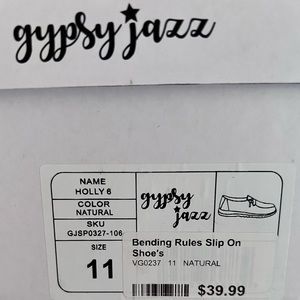 gypsy jazz
NAME
HOLLY 6
COLOR
NATURAL
SKU
GJSP0327-106
SIZE
11
gypsy
jazz
Bending Rules Slip On
Shoe's
VG0237 11 NATURAL
$39.99